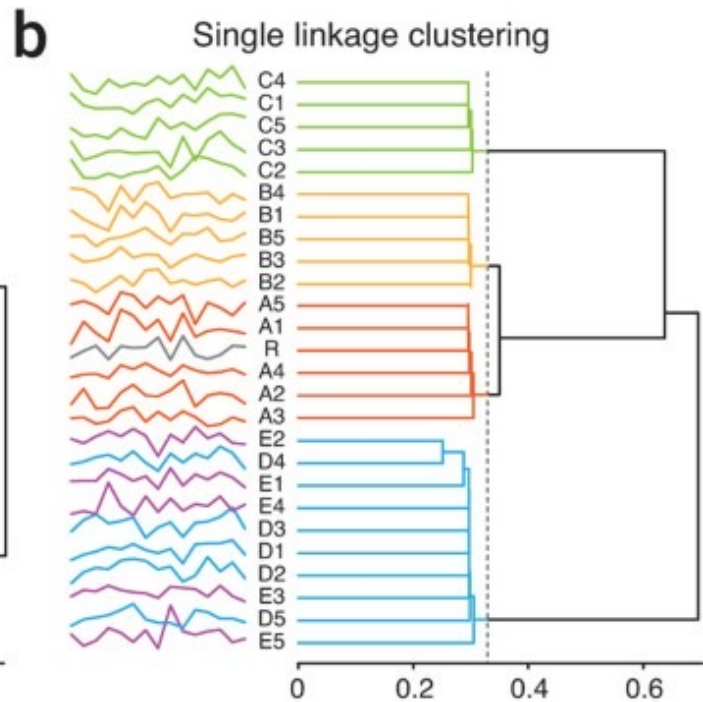 b
Single linkage clustering
C4
C1
C5
C3
C2
B4
B1
B5
B3
B2
A5
A1
R
A4
A2
A3
E2
D4
E1
E4
D3
D1
D2
E3
D5
E5
0 0.2 0.4 0.6